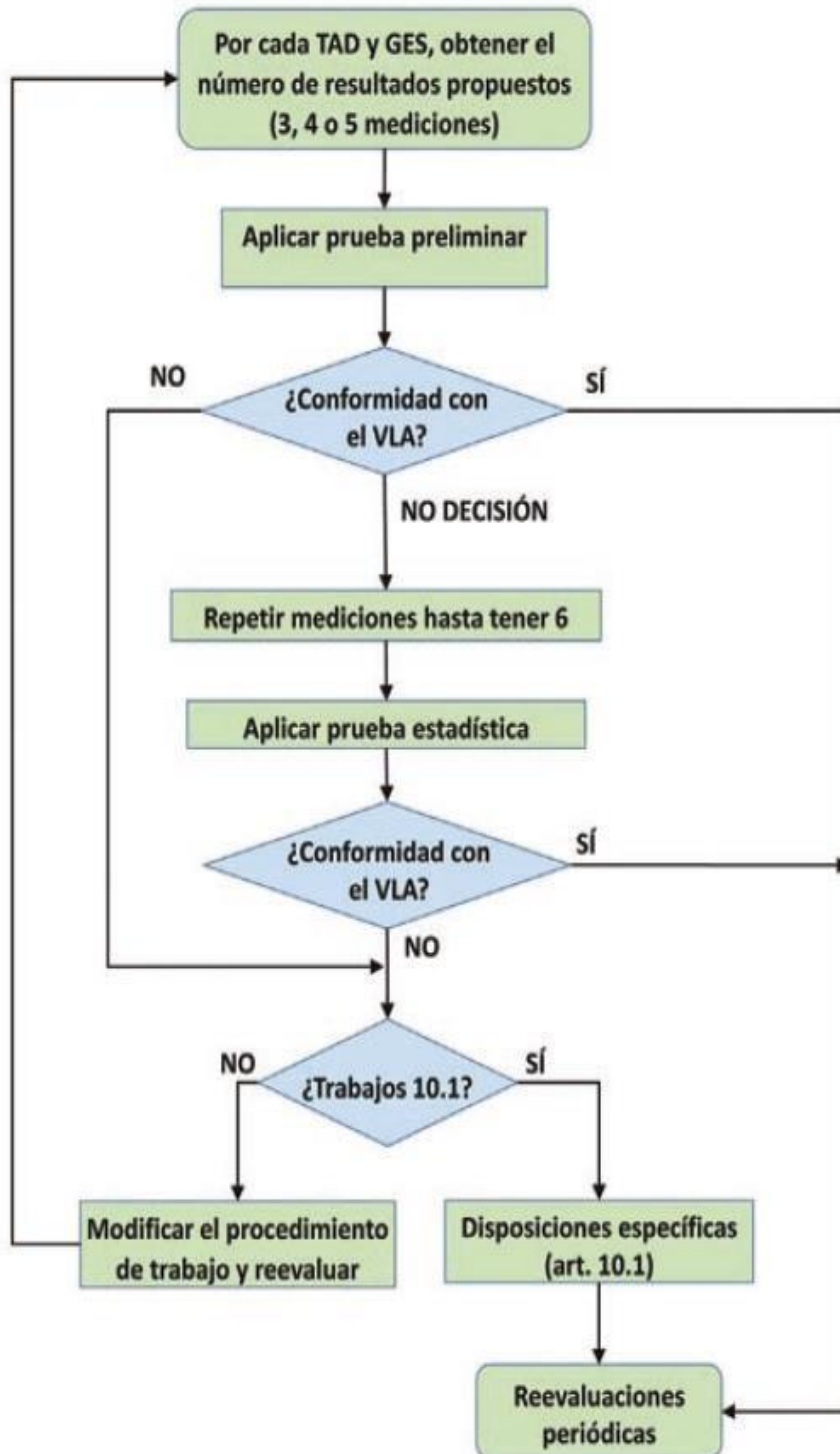 Por cada TAD y GES, obtener el
número de resultados propuestos
(3, 4 o 5 mediciones)
Aplicar prueba preliminar
NO
¿Conformidad con
el VLA?
SÍ
NO DECISIÓN
Repetir mediciones hasta tener 6
Aplicar prueba estadística
¿Conformidad con
el VLA?
SÍ
NO
NO
¿Trabajos 10.1?
SÍ
Modificar el procedimiento
de trabajo y reevaluar
Disposiciones específicas
(art. 10.1)
Reevaluaciones
periódicas